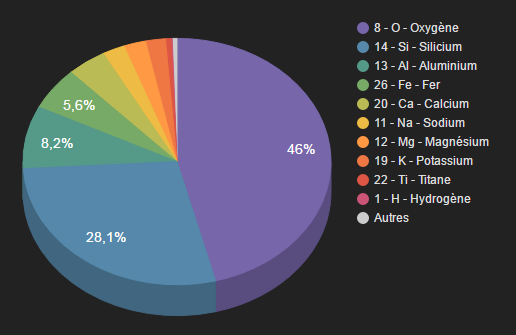 8 - O - Oxygène
14 - Si - Silicium
13 - Al - Aluminium
26 - Fe - Fer
20 - Ca - Calcium
11 - Na - Sodium
12 - Mg - Magnésium
19 - K - Potassium
22 - Ti - Titane
1 - H - Hydrogène
Autres
5,6%
8,2%
46%
28,1%